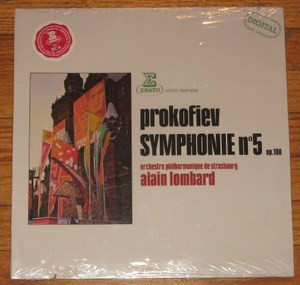 ERATO
DIGITAL
prokofiev
SYMPHONIE n°5 op.100
orchestre philharmonique de strasbourg
alain lombard